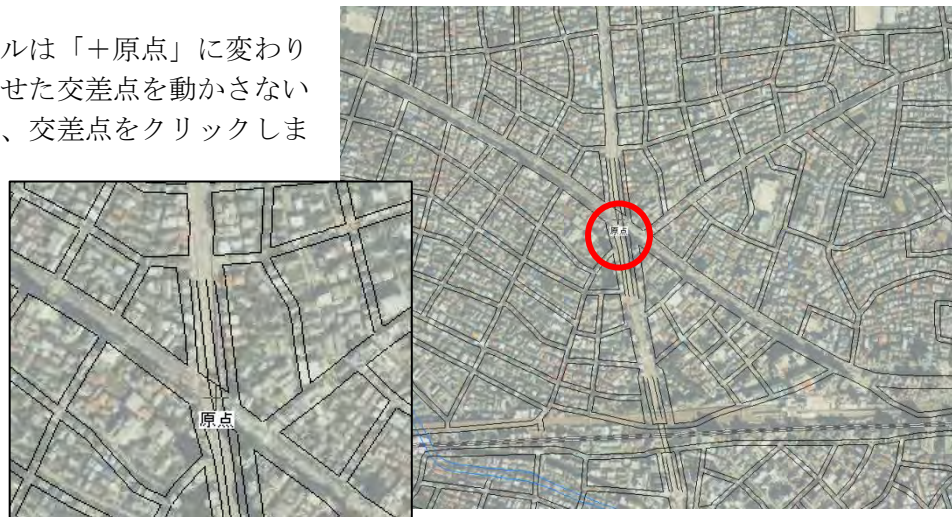 ルは「＋原点」に変わり
せた交差点を動かさない
、交差点をクリックしま
原点
原点